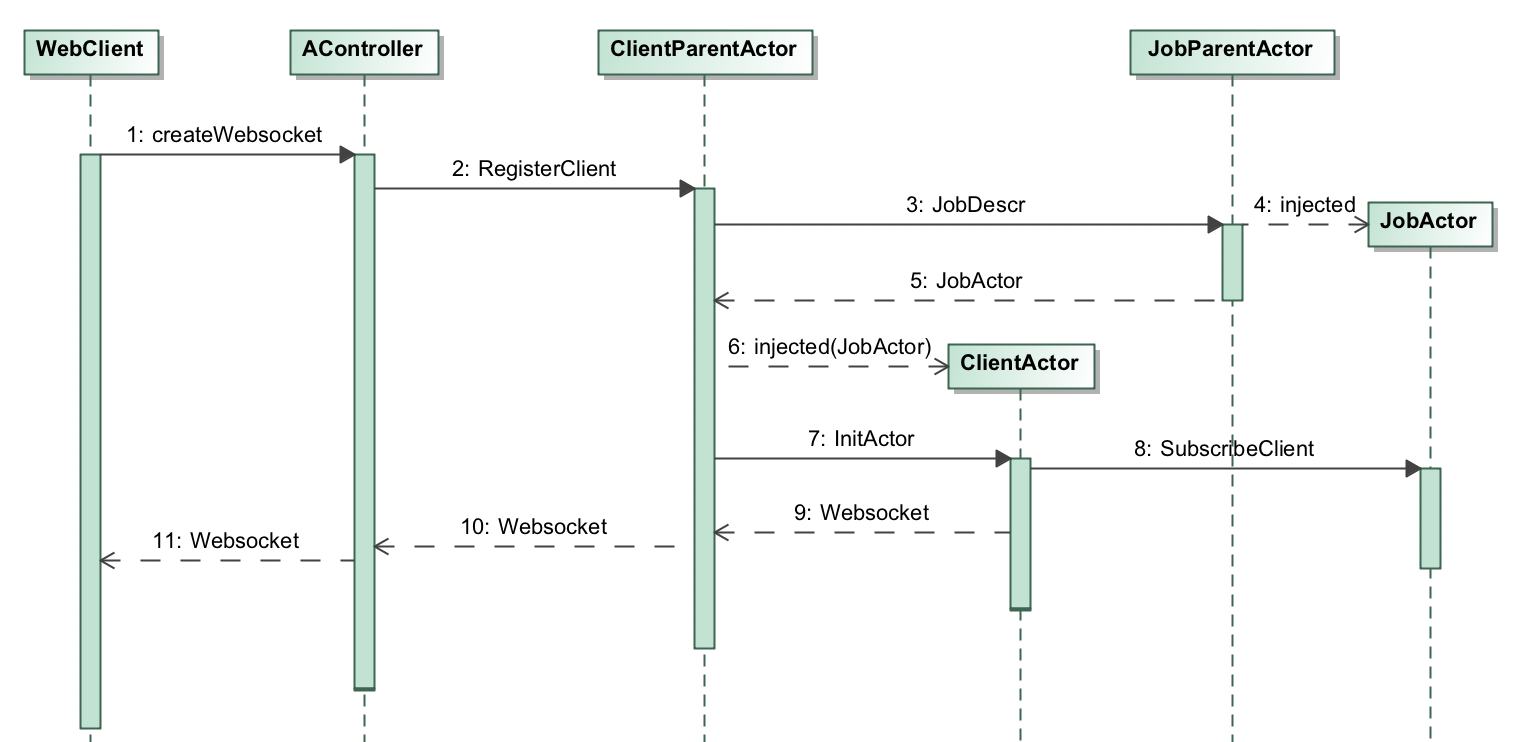 WebClient
AController
ClientParentActor
JobParentActor
1: createWebsocket
2: RegisterClient
3: JobDescr
4: injected
JobActor
5: JobActor
6: injected(JobActor)
ClientActor
7: InitActor
8: SubscribeClient
9: Websocket
10: Websocket
11: Websocket